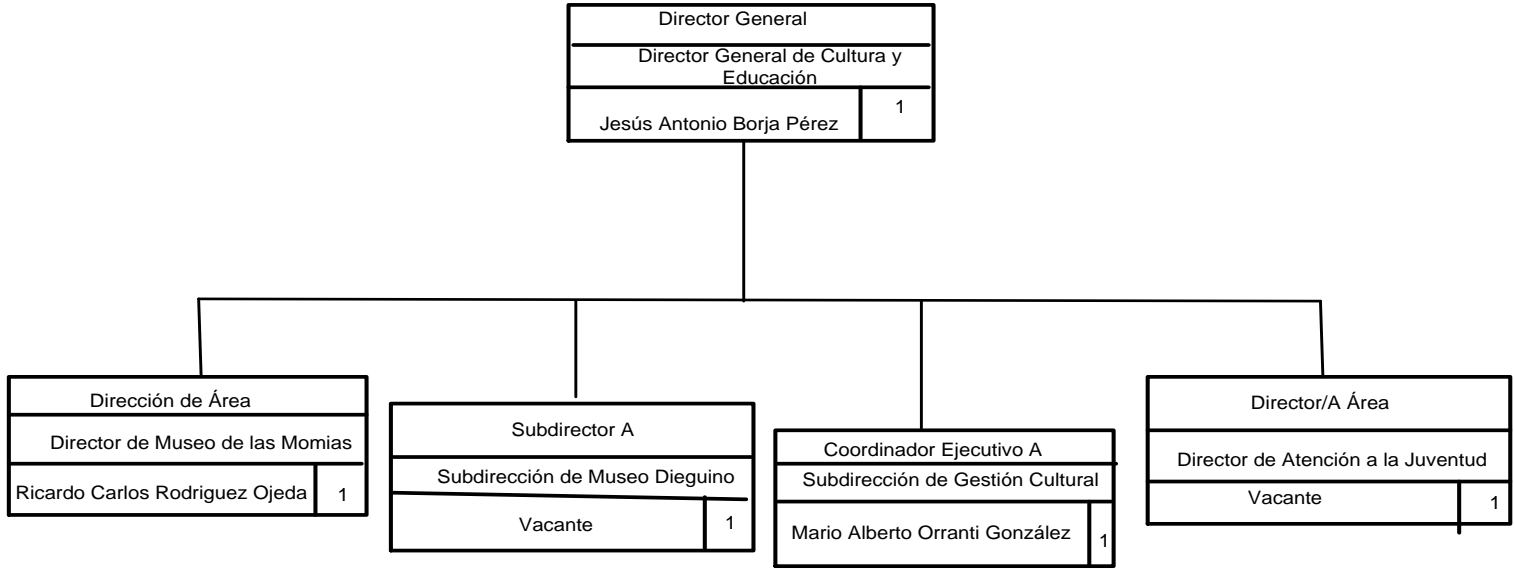 Director General
Director General de Cultura y
Educación
Jesús Antonio Borja Pérez
1
Dirección de Área
Director de Museo de las Momias
Ricardo Carlos Rodriguez Ojeda
1
Subdirector A
Subdirección de Museo Dieguino
Vacante
1
Coordinador Ejecutivo A
Subdirección de Gestión Cultural
Mario Alberto Orranti González
1
Director/A Área
Director de Atención a la Juventud
Vacante
1